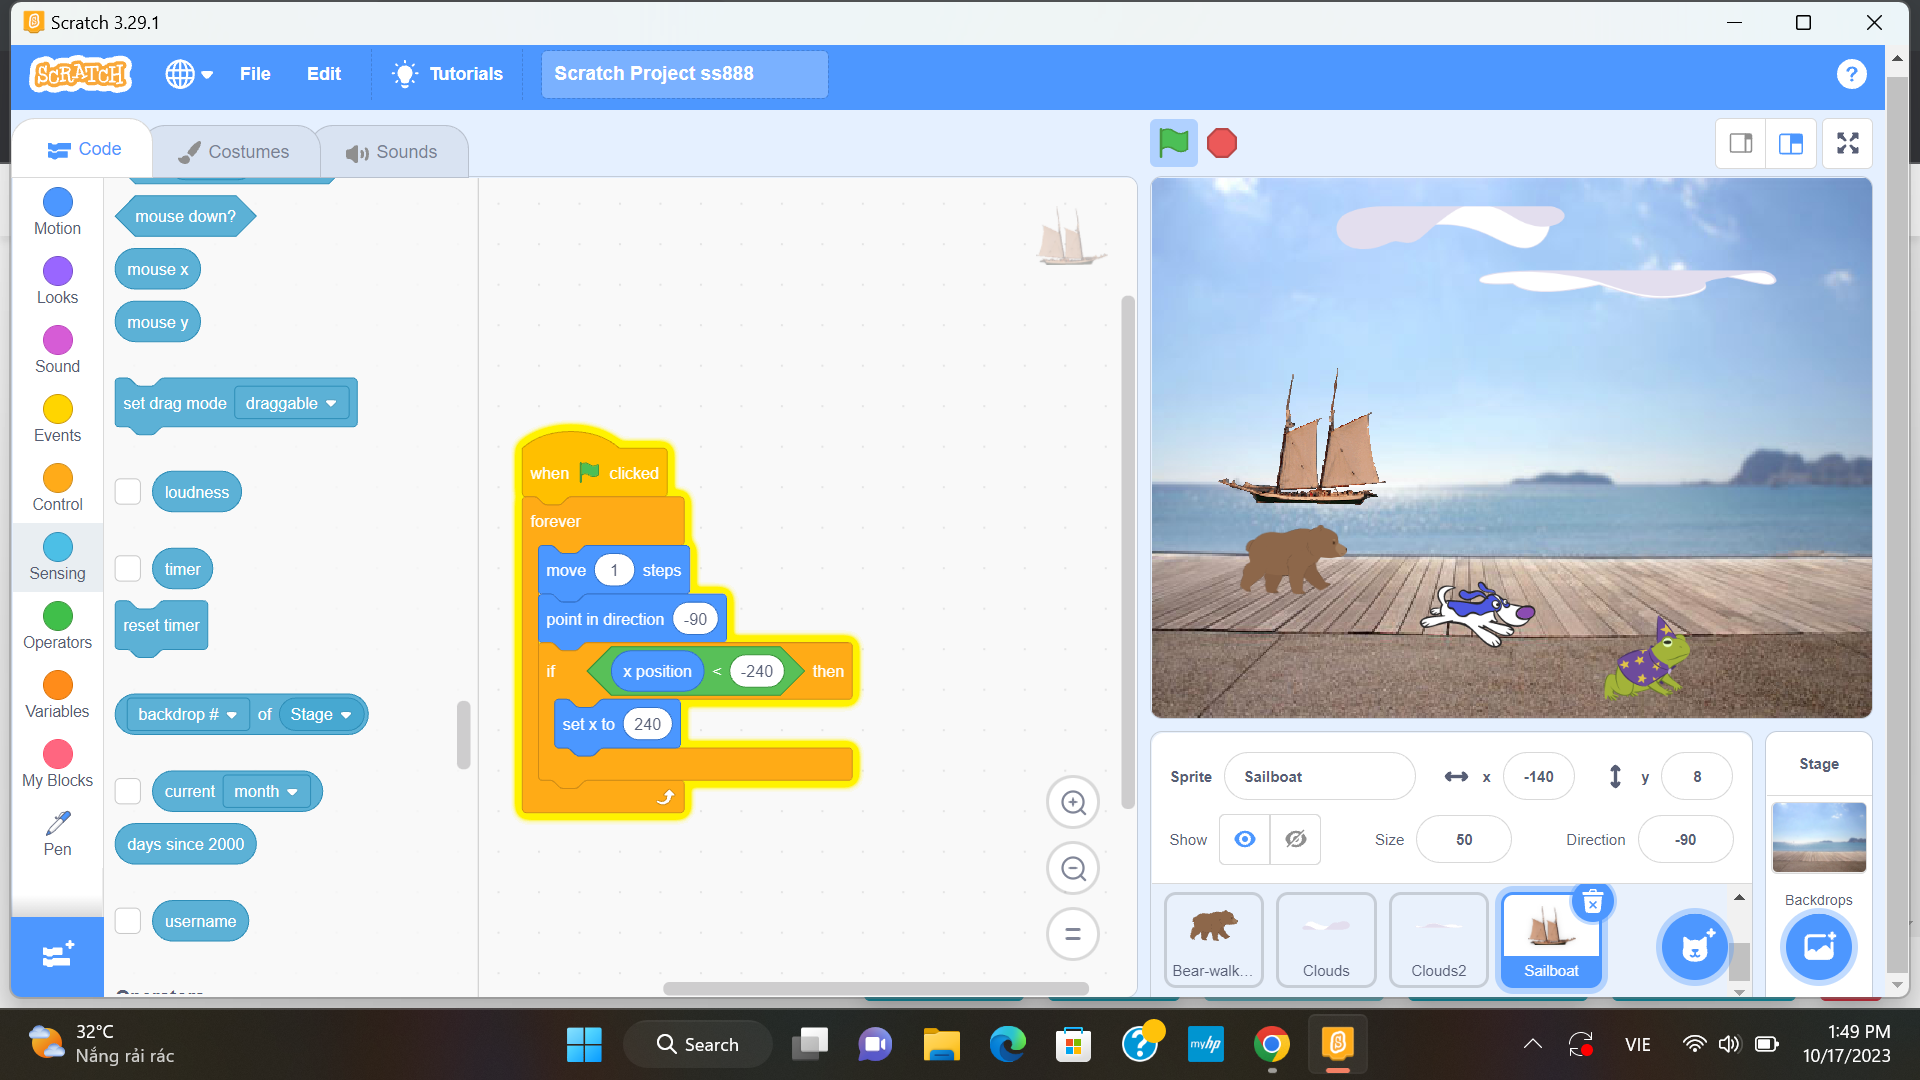 Scratch 3.29.1
SCRATCH
File
Edit
Tutorials
Scratch Project ss888
?
Code
Costumes
Sounds
Motion
Looks
Sound
Events
Control
Sensing
Operators
Variables
My Blocks
Pen
mouse down?
mouse x
mouse y
set drag mode draggable
loudness
timer
reset timer
backdrop # of Stage
current month
days since 2000
username
when clicked
forever
move 1 steps
point in direction -90
if x position < -240 then
set x to 240
Sprite Sailboat x -140 y 8
Show Size 50 Direction -90
Bear-walk...
Clouds
Clouds2
Sailboat
Stage
Backdrops
32°C
Nắng rải rác
Search
myhp
VIE
1:49 PM
10/17/2023